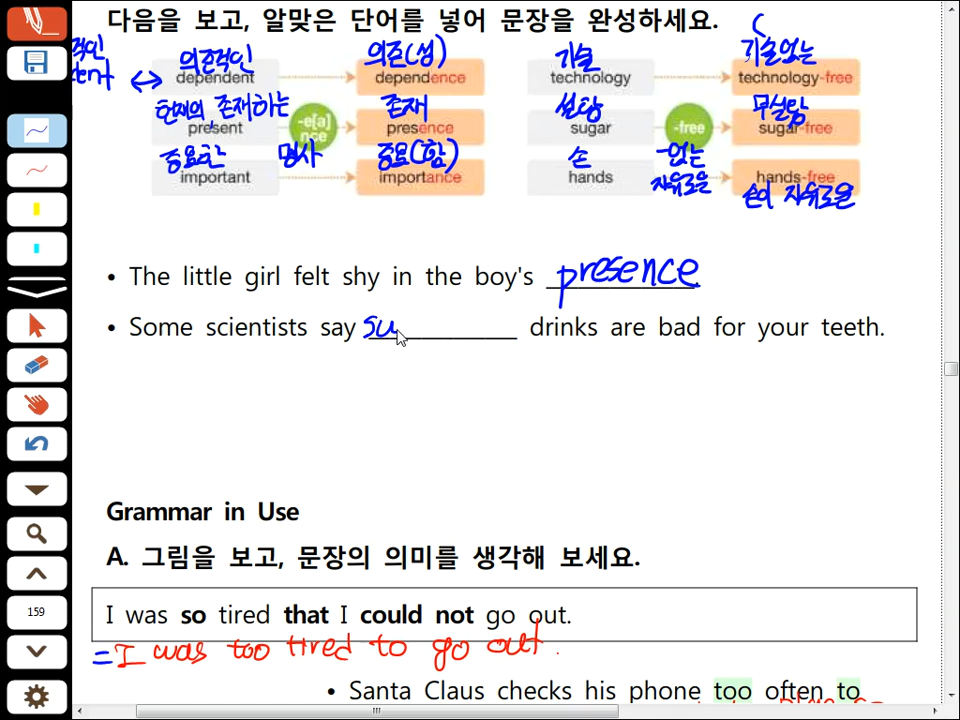 다음을 보고, 알맞은 단어를 넣어 문장을 완성하세요.
적인 의존적인 의존(성) 기술 기술없는
dent ↔ dependent dependence technology technology-free
현재의, 존재하는 존재 설탕 무설탕
present -e[a]nce presence sugar -free sugar-free
중요한 명사 중요(함) 손 -없는 자유로운
important importance hands hands-free
손이 자유로운
• The little girl felt shy in the boy's presence
• Some scientists say su drinks are bad for your teeth.
Grammar in Use
A. 그림을 보고, 문장의 의미를 생각해 보세요.
I was so tired that I could not go out.
= I was too tired to go out.
159
• Santa Claus checks his phone too often to